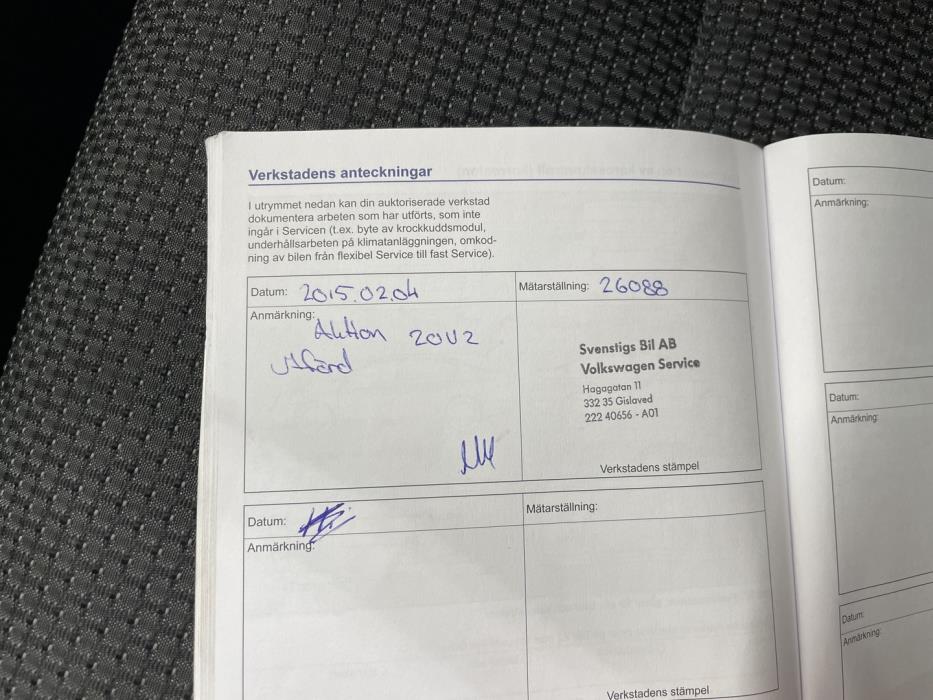 Verkstadens anteckningar
I utrymmet nedan kan din auktoriserade verkstad
dokumentera arbeten som har utförts, som inte
ingår i Servicen (t.ex. byte av krockkuddsmodul,
underhållsarbeten på klimatanläggningen, omkod-
ning av bilen från flexibel Service till fast Service).
Datum: 2015.02.04
Mätarställning: 26088
Anmärkning:
Aktion 20U2
Utförd
Svenstigs Bil AB
Volkswagen Service
Hagagatan 11
332 35 Gislaved
222 40656 - A01
Verkstadens stämpel
Datum:
Mätarställning:
Anmärkning:
Verkstadens stämpel
Datum:
Anmärkning:
Datum:
Anmärkning:
Datum:
Anmärkning: